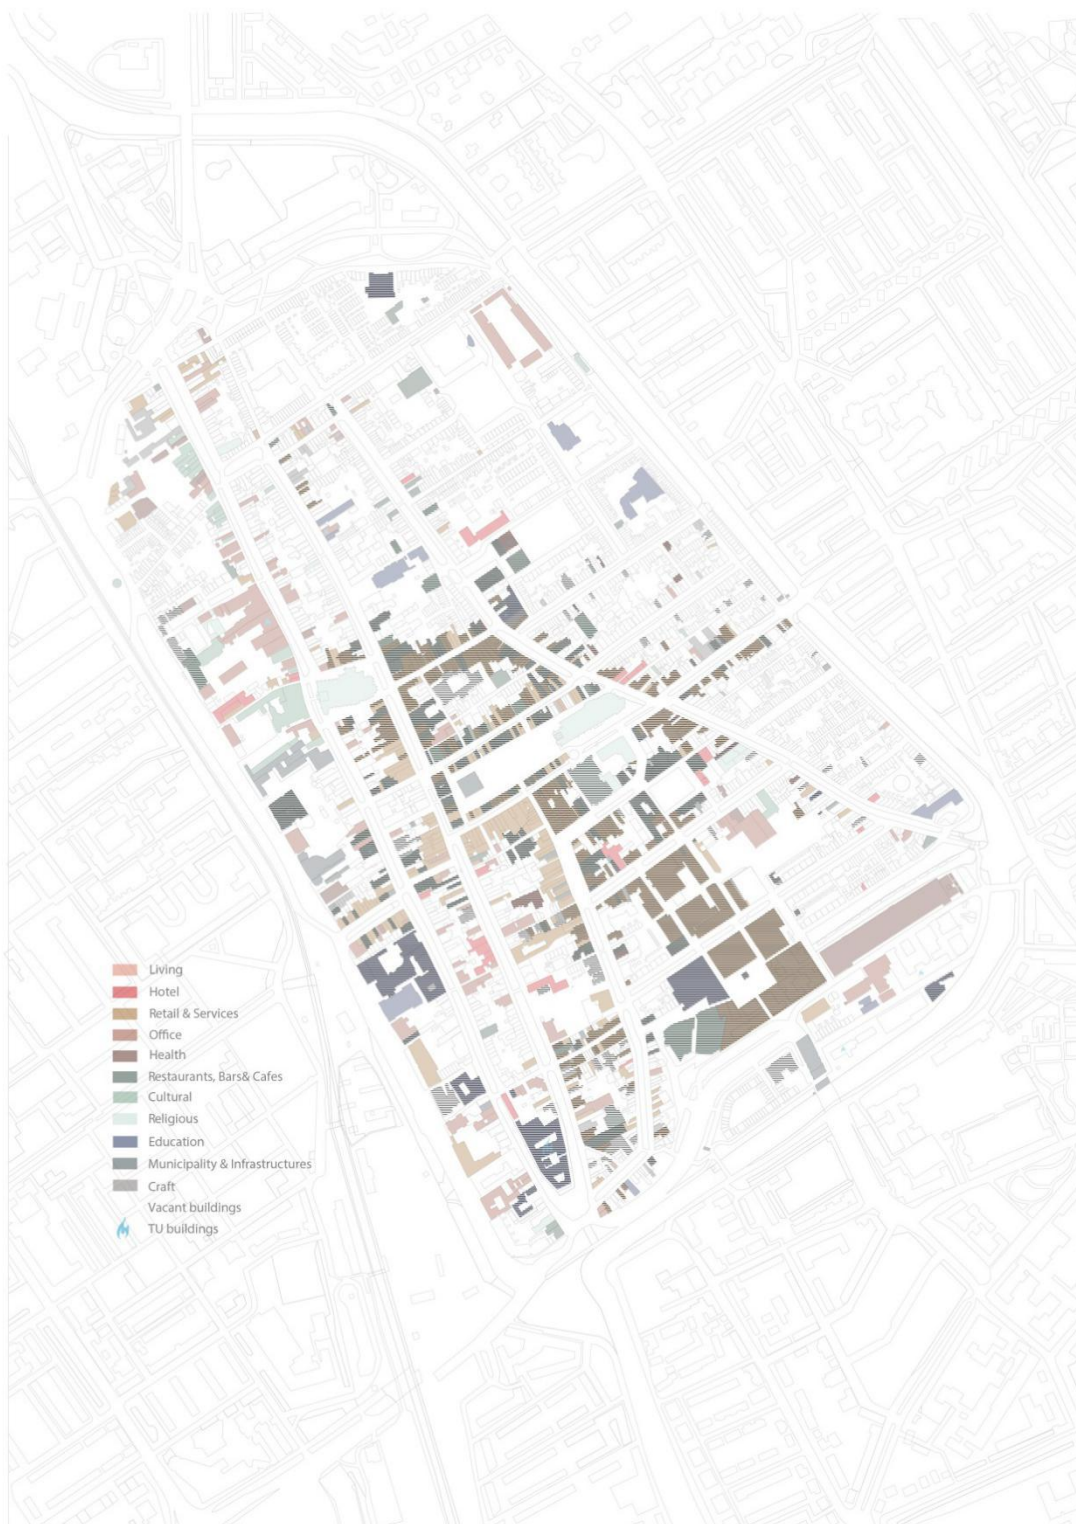 Living
Hotel
Retail & Services
Office
Health
Restaurants, Bars& Cafes
Cultural
Religious
Education
Municipality & Infrastructures
Craft
Vacant buildings
TU buildings